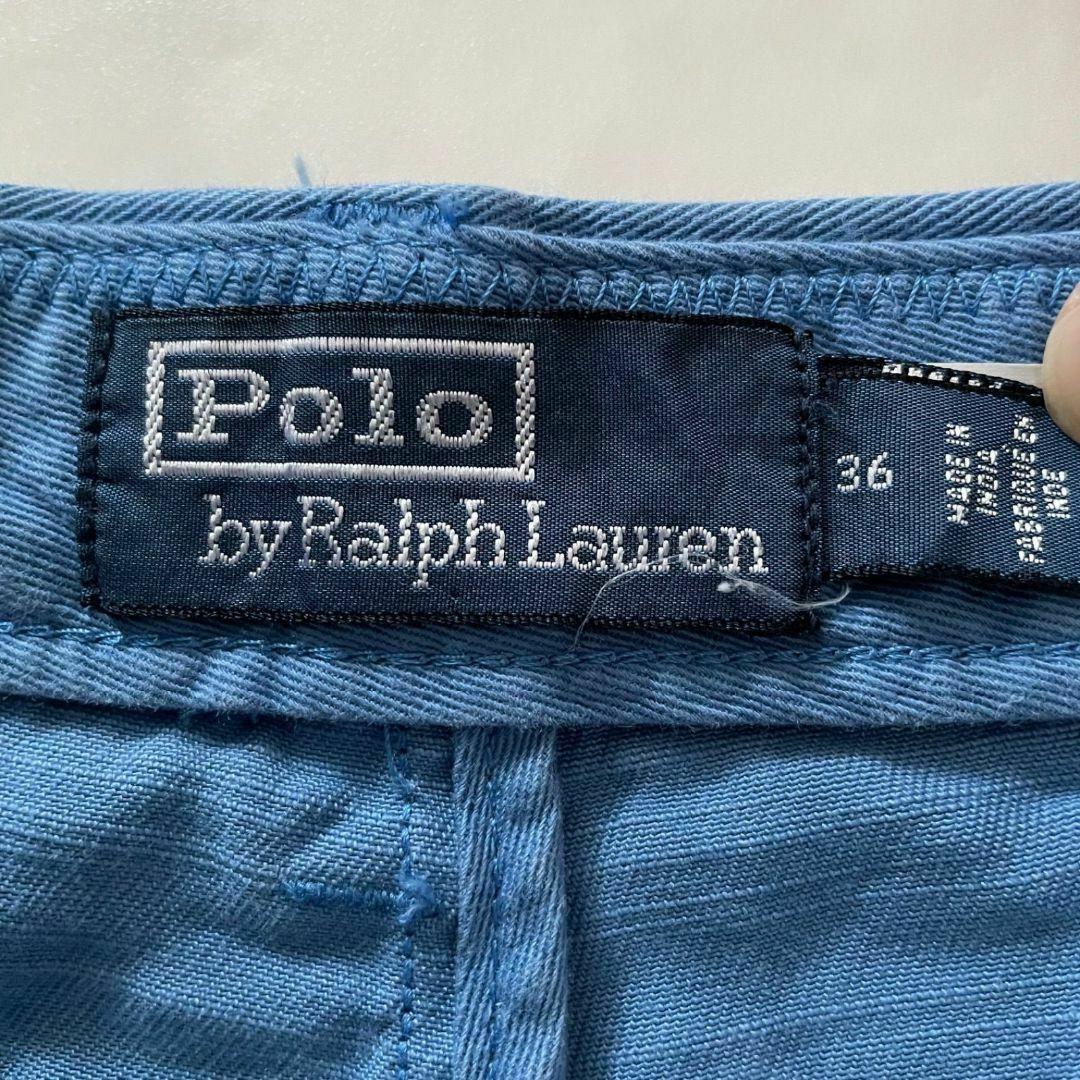 Polo
by Ralph Lauren
36
MADE IN
INDIA
FABRIQUE EN
INDE